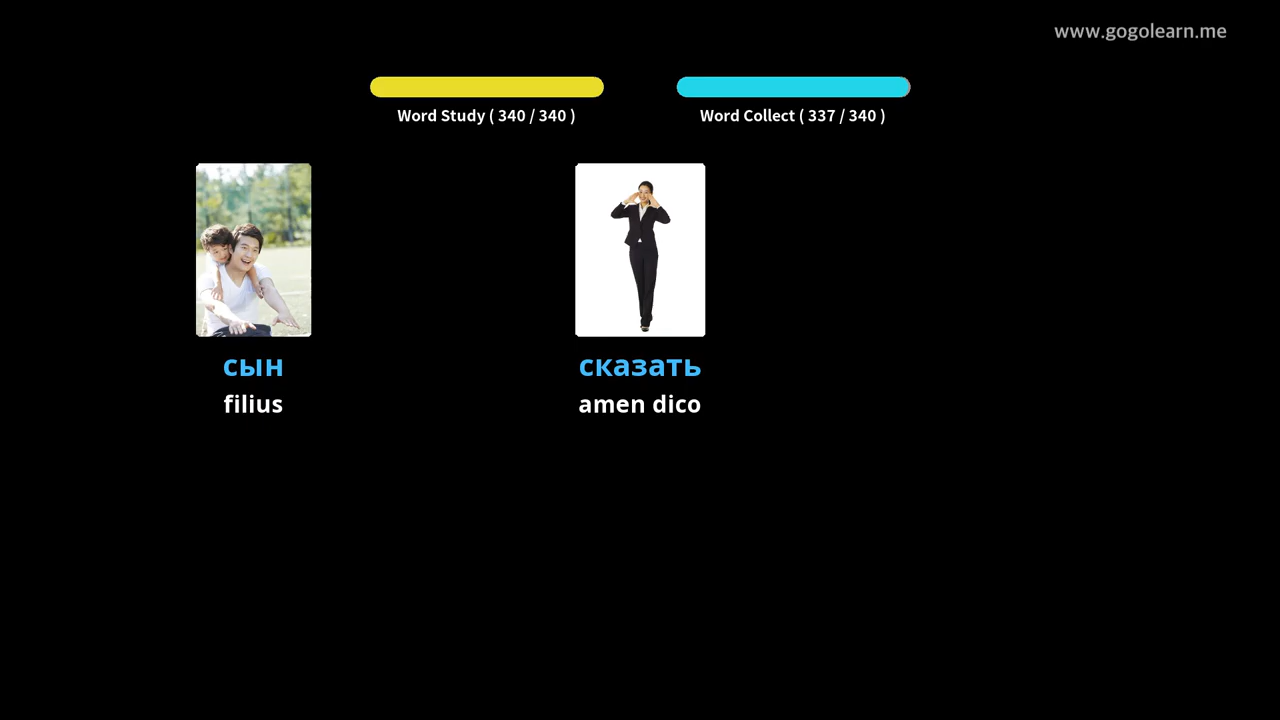 www.gogolearn.me
Word Study ( 340 / 340 )
Word Collect ( 337 / 340 )
сын
filius
сказать
amen dico